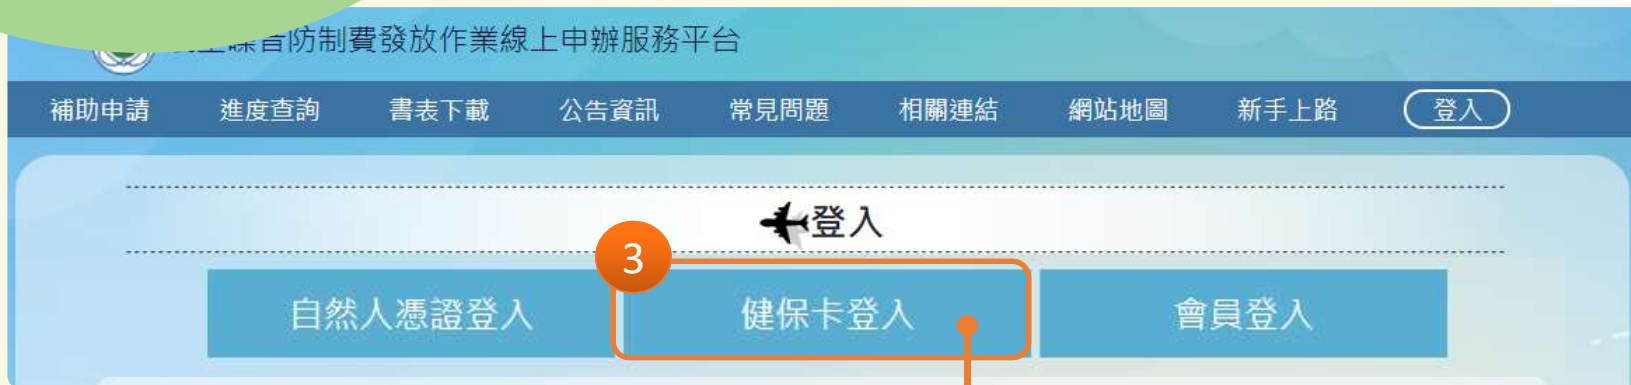 噪音防制費發放作業線上申辦服務平台
補助申請 進度查詢 書表下載 公告資訊 常見問題 相關連結 網站地圖 新手上路 登入
登入
3
自然人憑證登入 健保卡登入 會員登入